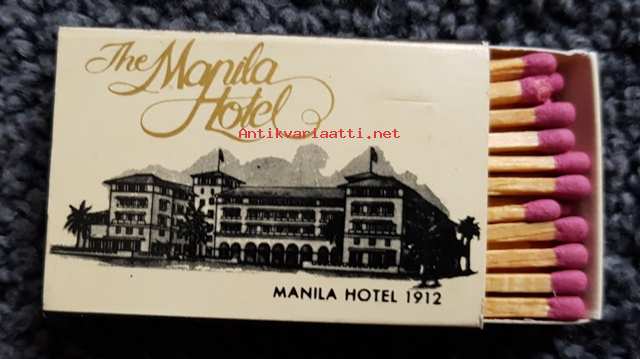 The Manila
Hotel
Antikvariaatti.net
MANILA HOTEL 1912